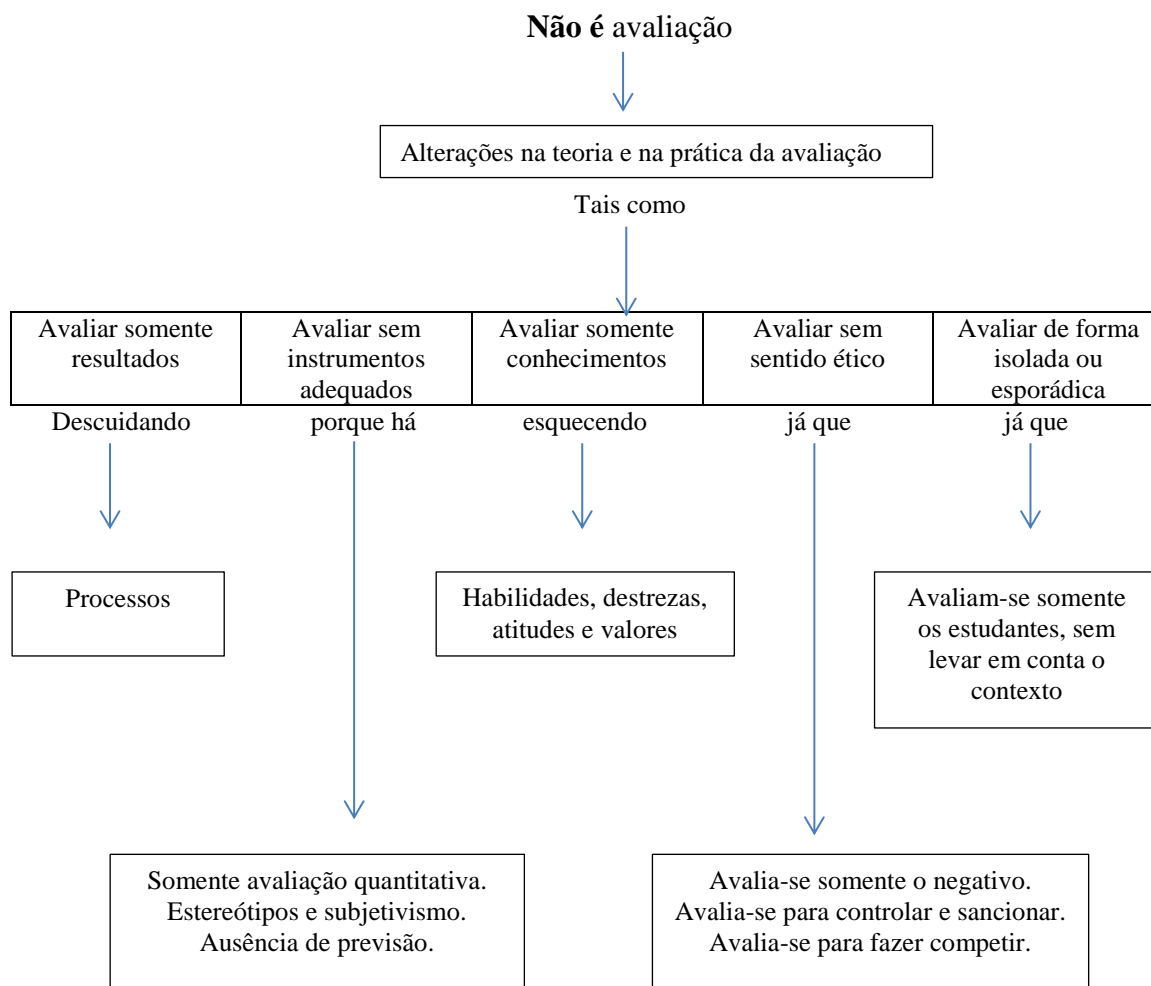 Não é avaliação
Alterações na teoria e na prática da avaliação
Tais como
Avaliar somente
resultados
Avaliar sem
instrumentos
adequados
Avaliar somente
conhecimentos
Avaliar sem
sentido ético
Avaliar de forma
isolada ou
esporádica
Descuidando
porque há
esquecendo
já que
já que
Processos
Habilidades, destrezas,
atitudes e valores
Avaliam-se somente
os estudantes, sem
levar em conta o
contexto
Somente avaliação quantitativa.
Estereótipos e subjetivismo.
Ausência de previsão.
Avalia-se somente o negativo.
Avalia-se para controlar e sancionar.
Avalia-se para fazer competir.